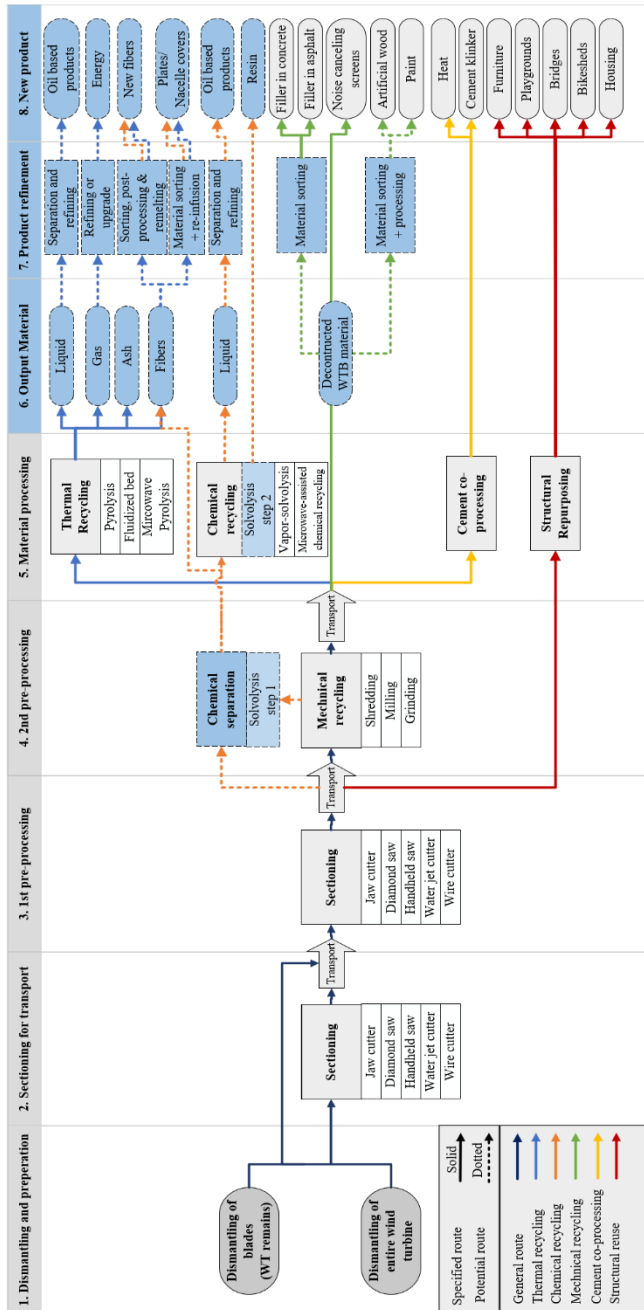 1. Dismantling and preperation
2. Sectioning for transport
3. 1st pre-processing
4. 2nd pre-processing
5. Material processing
6. Output Material
7. Product refinement
8. New product
Dismantling of
blades
(WT remains)
Dismantling of
entire wind
turbine
Sectioning
Jaw cutter
Diamond saw
Handheld saw
Water jet cutter
Wire cutter
Transport
Sectioning
Jaw cutter
Diamond saw
Handheld saw
Water jet cutter
Wire cutter
Transport
Chemical
separation
Solvolysis
step 1
Mechnical
recycling
Shredding
Milling
Grinding
Transport
Thermal
Recycling
Pyrolysis
Fluidized bed
Mircowave
Pyrolysis
Chemical
recycling
Solvolysis
step 2
Vapor-solvolysis
Microwave-assisted
chemical recycling
Cement co-
processing
Structural
Repurposing
Liquid
Gas
Ash
Fibers
Liquid
Decontructed
WTB material
Separation and
refining
Refining or
upgrade
Sorting, post-
processing &
remelting
Material sorting
+ re-infusion
Separation and
refining
Material sorting
Material sorting
+ processing
Oil based
products
Energy
New fibers
Plates/
Nacelle covers
Oil based
products
Resin
Filler in concrete
Filler in asphalt
Noise canceling
screens
Artificial wood
Paint
Heat
Cement klinker
Furniture
Playgrounds
Bridges
Bikesheds
Housing
Specified route
Solid
Potential route
Dotted
General route
Thermal recycling
Chemical recycling
Mechnical recycling
Cement co-processing
Structural reuse